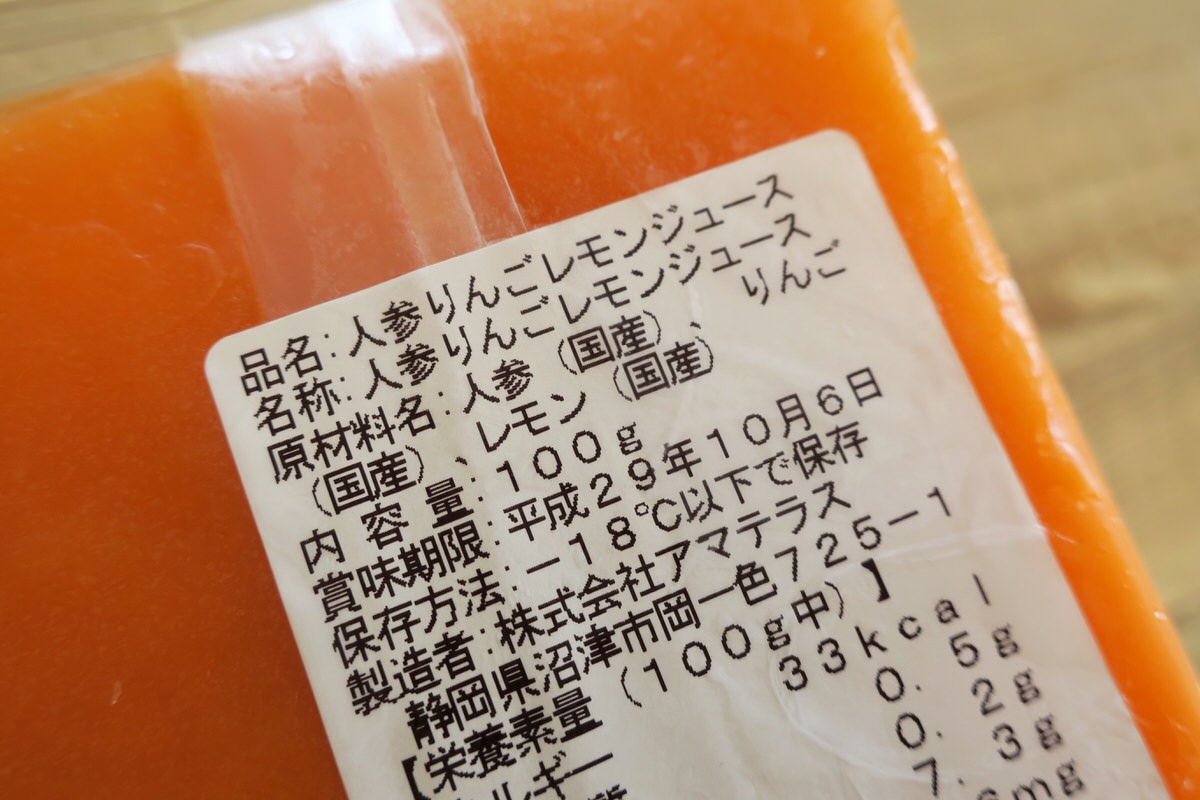 品名:人参りんごレモンジュース
名称:人参りんごレモンジュース
原材料名:人参(国産)、りんご
(国産)、レモン(国産)
内容量:100g
賞味期限:平成29年10月6日
保存方法:-18℃以下で保存
製造者:株式会社アマテラス
静岡県沼津市岡一色725-1
【栄養素量(100g中)】
ルギー 33kcal
0.5g
0.2g
7.3g
mg